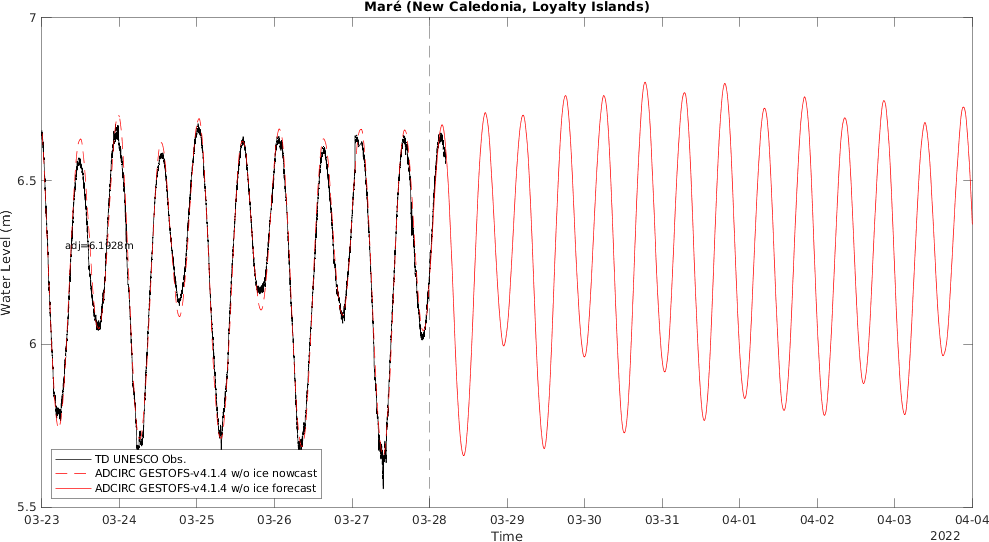 Maré (New Caledonia, Loyalty Islands)
7
6.5
6
5.5
Water Level (m)
adj=6.1928m
TD UNESCO Obs.
ADCIRC GESTOFS-v4.1.4 w/o ice nowcast
ADCIRC GESTOFS-v4.1.4 w/o ice forecast
03-23 03-24 03-25 03-26 03-27 03-28 03-29 03-30 03-31 04-01 04-02 04-03 04-04
Time
2022